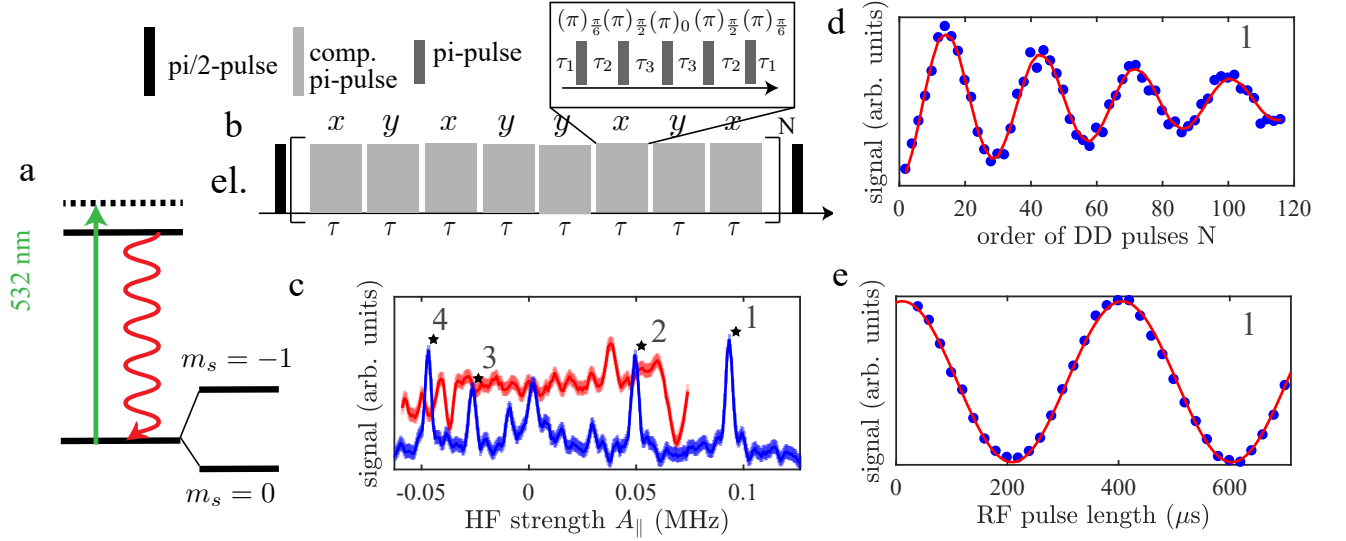 pi/2-pulse
comp.
pi-pulse
pi-pulse
(π)π/6 (π)π/2 (π)0 (π)π/2 (π)π/6
τ1 τ2 τ3 τ3 τ2 τ1
b
x y x y y x y x
N
el.
τ τ τ τ τ τ τ τ
a
532 nm
ms = −1
ms = 0
c
signal (arb. units)
4 3 2 1
-0.05 0 0.05 0.1
HF strength A∥ (MHz)
d
signal (arb. units)
1
0 20 40 60 80 100 120
order of DD pulses N
e
signal (arb. units)
1
0 200 400 600
RF pulse length (μs)